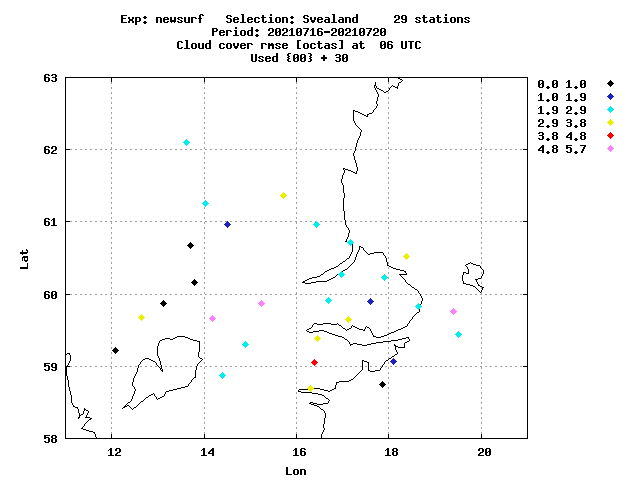 Exp: newsurf   Selection: Svealand     29 stations
Period: 20210716-20210720
Cloud cover rmse [octas] at  06 UTC
Used {00} + 30
0.0 1.0
1.0 1.9
1.9 2.9
2.9 3.8
3.8 4.8
4.8 5.7
63
62
61
60
59
58
Lat
12 14 16 18 20
Lon